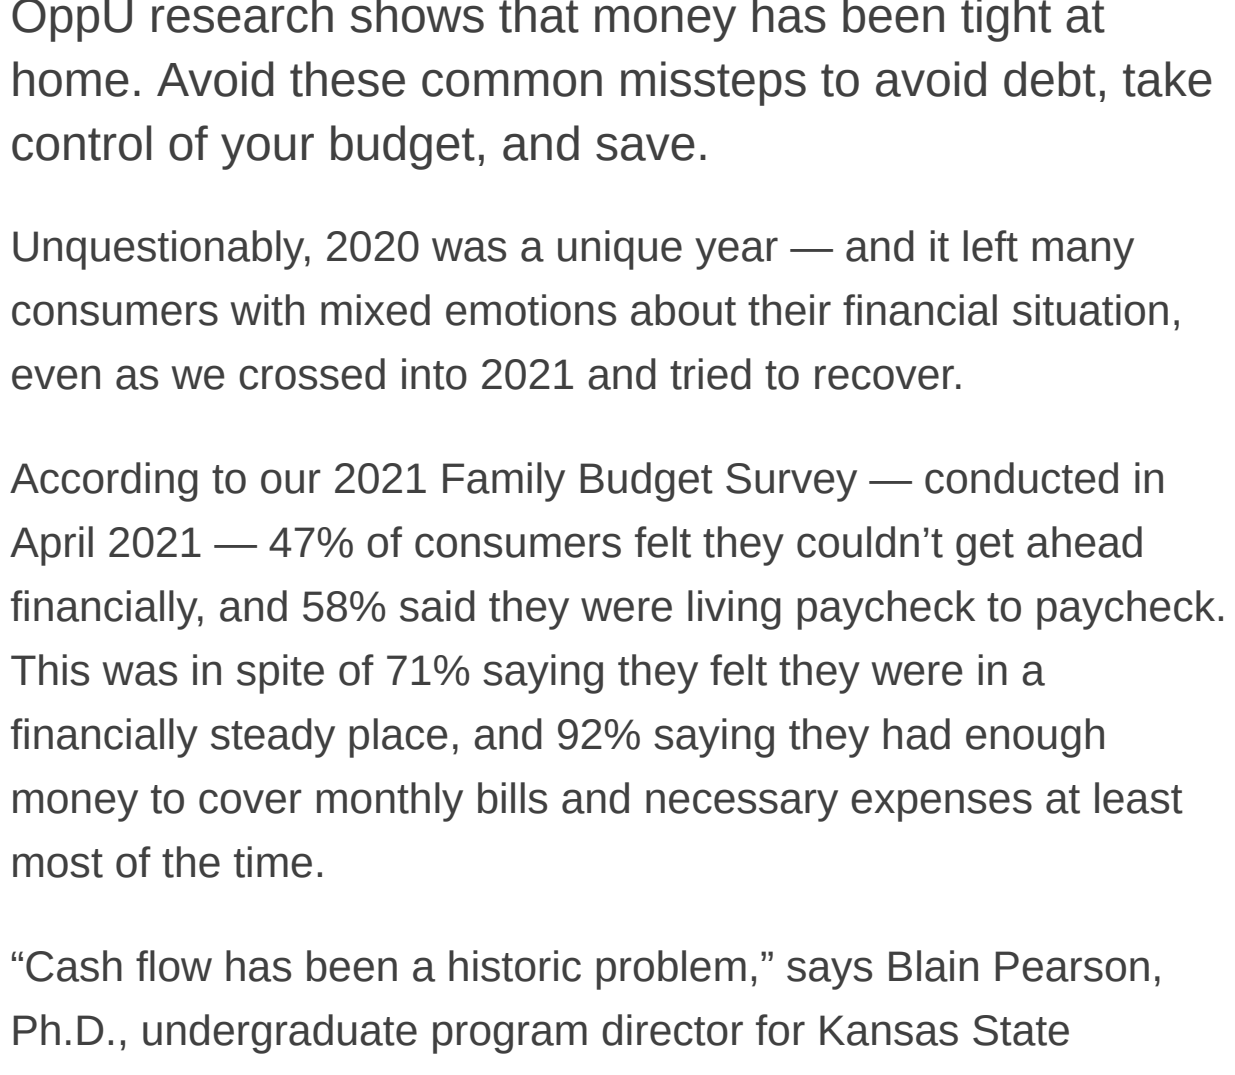 OppU research shows that money has been tight at
home. Avoid these common missteps to avoid debt, take
control of your budget, and save.
Unquestionably, 2020 was a unique year — and it left many
consumers with mixed emotions about their financial situation,
even as we crossed into 2021 and tried to recover.
According to our 2021 Family Budget Survey — conducted in
April 2021 — 47% of consumers felt they couldn’t get ahead
financially, and 58% said they were living paycheck to paycheck.
This was in spite of 71% saying they felt they were in a
financially steady place, and 92% saying they had enough
money to cover monthly bills and necessary expenses at least
most of the time.
“Cash flow has been a historic problem,” says Blain Pearson,
Ph.D., undergraduate program director for Kansas State